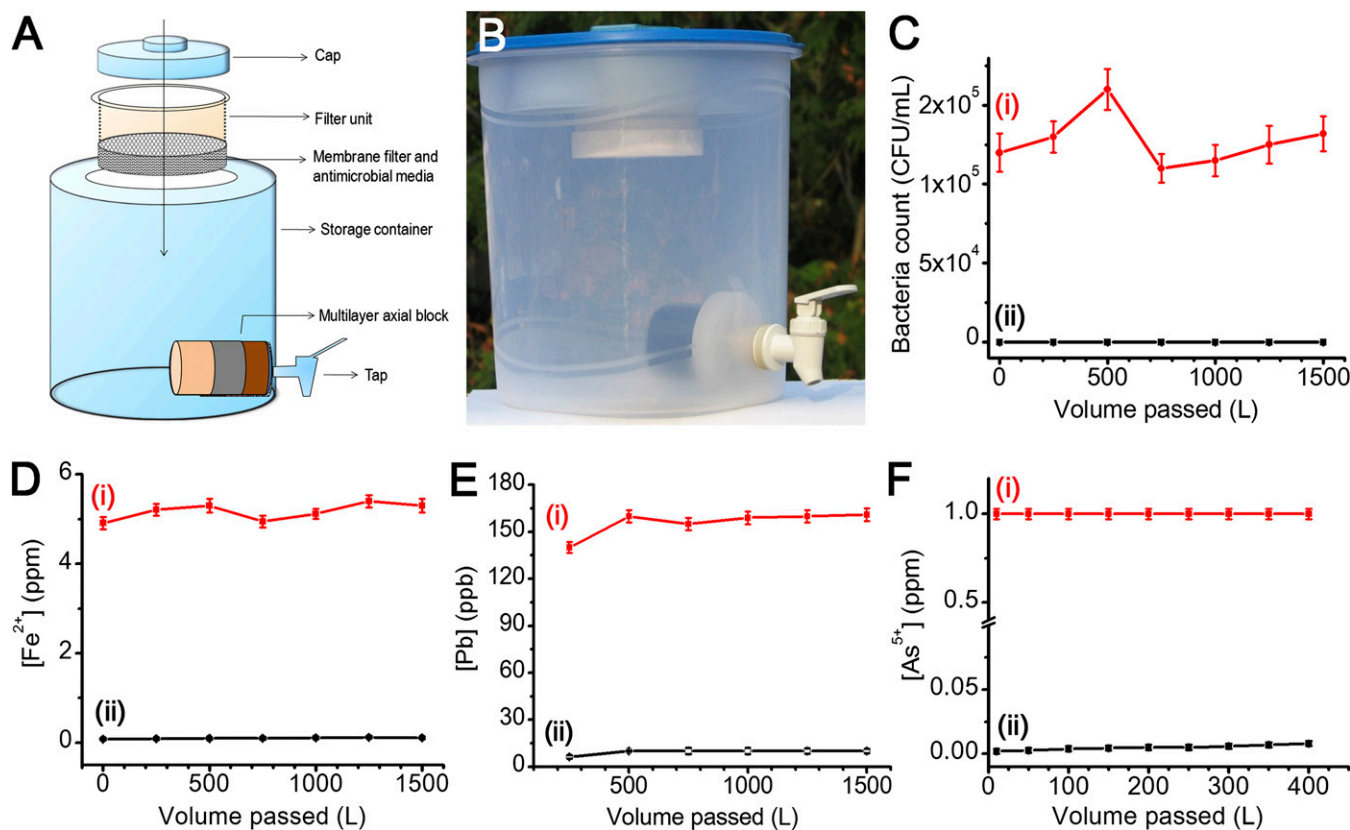 A
Cap
Filter unit
Membrane filter and
antimicrobial media
Storage container
Multilayer axial block
Tap
B
C
Bacteria count (CFU/mL)
2x10⁵
1x10⁵
5x10⁴
0
(i)
(ii)
0 500 1000 1500
Volume passed (L)
D
[Fe²⁺] (ppm)
6
4
2
0
(i)
(ii)
0 500 1000 1500
Volume passed (L)
E
[Pb] (ppb)
180
150
120
90
60
30
0
(i)
(ii)
500 1000 1500
Volume passed (L)
F
[As⁵⁺] (ppm)
1.0
0.5
0.05
0.00
(i)
(ii)
0 100 200 300 400
Volume passed (L)